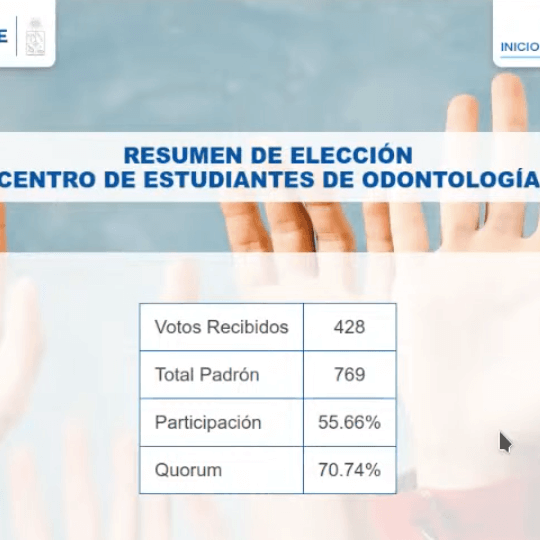 E
INICIO
RESUMEN DE ELECCIÓN
CENTRO DE ESTUDIANTES DE ODONTOLOGÍA
Votos Recibidos 428
Total Padrón 769
Participación 55.66%
Quorum 70.74%